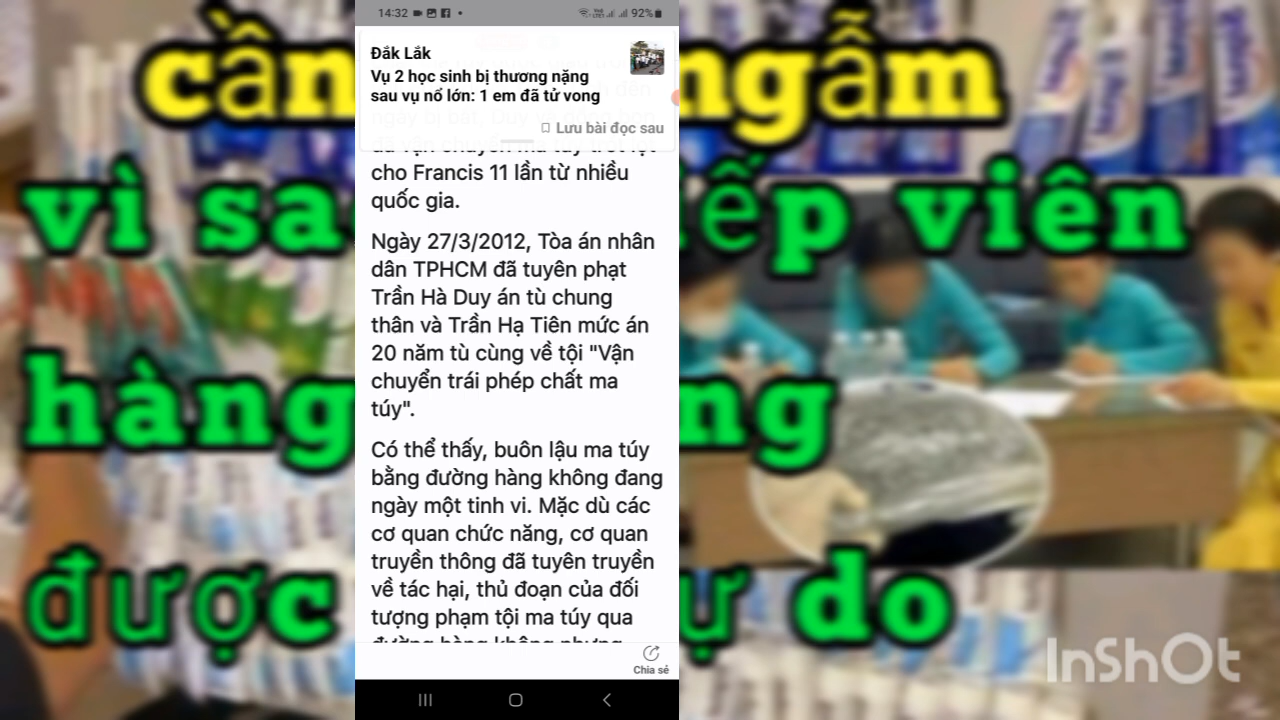 14:32
92%
Đắk Lắk
Vụ 2 học sinh bị thương nặng
sau vụ nổ lớn: 1 em đã tử vong
Lưu bài đọc sau
cho Francis 11 lần từ nhiều
quốc gia.
Ngày 27/3/2012, Tòa án nhân
dân TPHCM đã tuyên phạt
Trần Hà Duy án tù chung
thân và Trần Hạ Tiên mức án
20 năm tù cùng về tội "Vận
chuyển trái phép chất ma
túy".
Có thể thấy, buôn lậu ma túy
bằng đường hàng không đang
ngày một tinh vi. Mặc dù các
cơ quan chức năng, cơ quan
truyền thông đã tuyên truyền
về tác hại, thủ đoạn của đối
tượng phạm tội ma túy qua
đường hàng không nhưng
Chia sẻ
cần ngẫm
vì viên
hàng
được do
InShOt